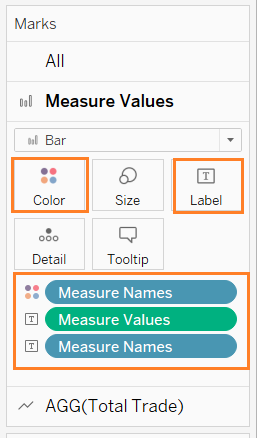 Marks
All
Measure Values
Bar
Color Size Label
Detail Tooltip
Measure Names
T Measure Values
T Measure Names
AGG(Total Trade)